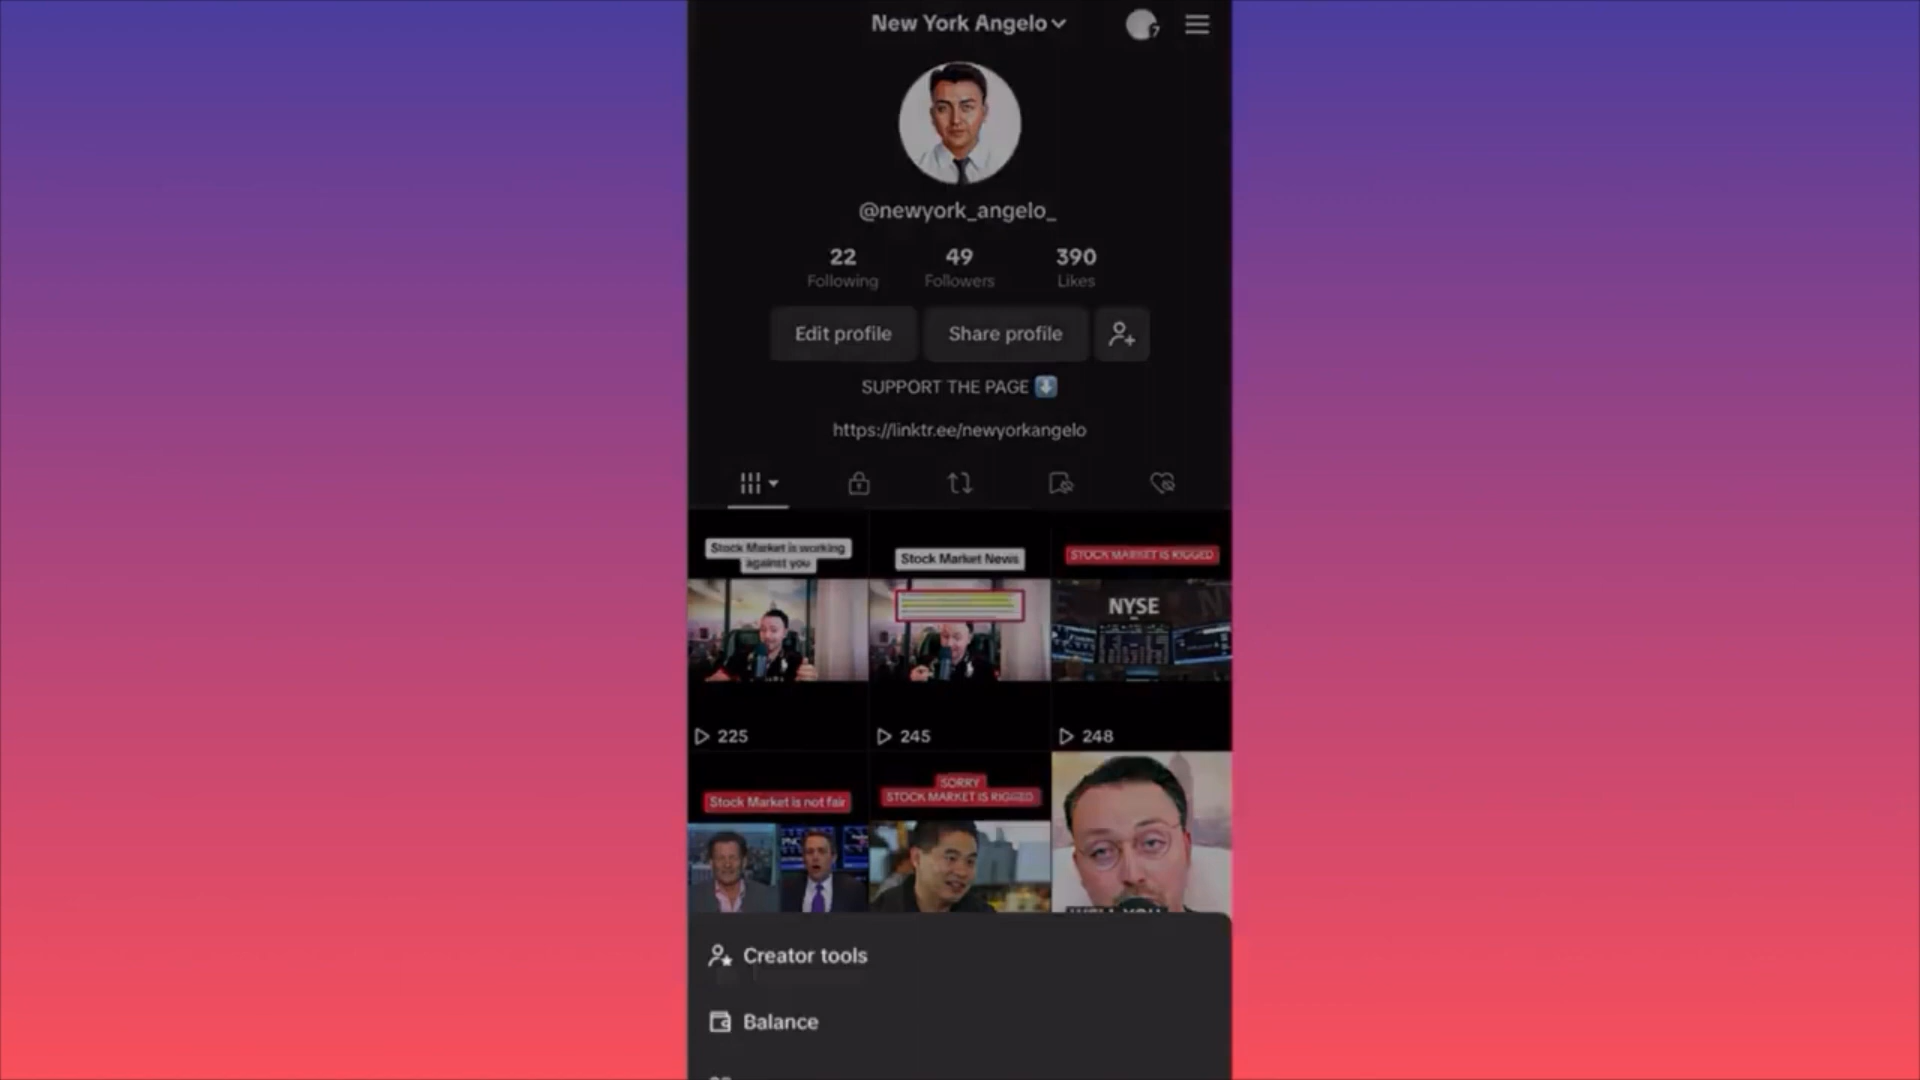 New York Angelo
7
@newyork_angelo_
22 49 390
Following Followers Likes
Edit profile Share profile
SUPPORT THE PAGE
https://linktr.ee/newyorkangelo
Stock Market is working
against you
Stock Market News
STOCK MARKET IS RIGGED
NYSE
225 245 248
Stock Market is not fair
SORRY
STOCK MARKET IS RIGGED
Creator tools
Balance